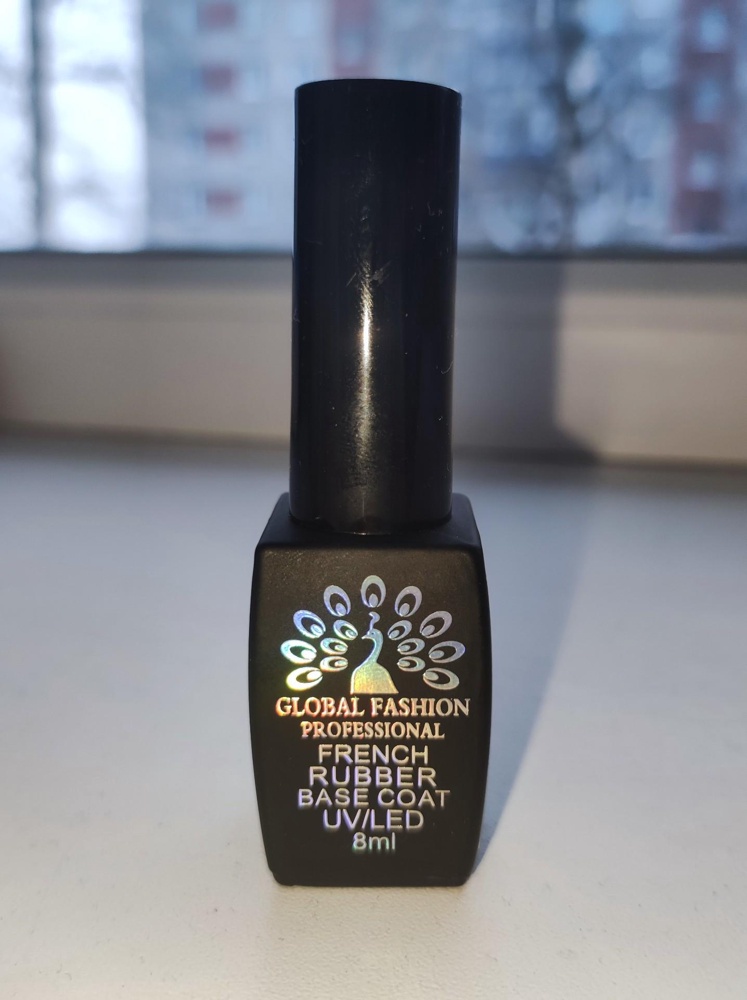 GLOBAL FASHION
PROFESSIONAL
FRENCH
RUBBER
BASE COAT
UV/LED
8ml